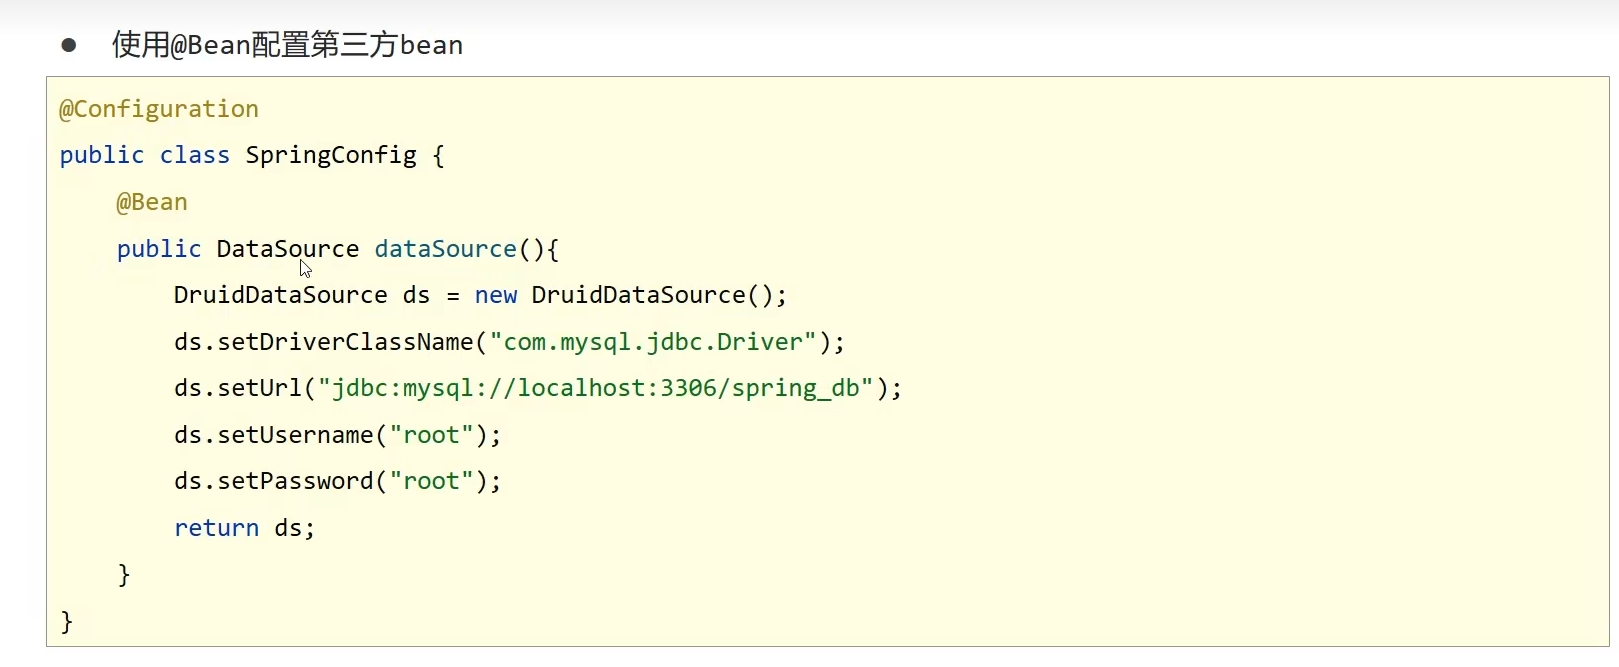 ● 使用@Bean配置第三方bean
@Configuration
public class SpringConfig {
    @Bean
    public DataSource dataSource(){
        DruidDataSource ds = new DruidDataSource();
        ds.setDriverClassName("com.mysql.jdbc.Driver");
        ds.setUrl("jdbc:mysql://localhost:3306/spring_db");
        ds.setUsername("root");
        ds.setPassword("root");
        return ds;
    }
}